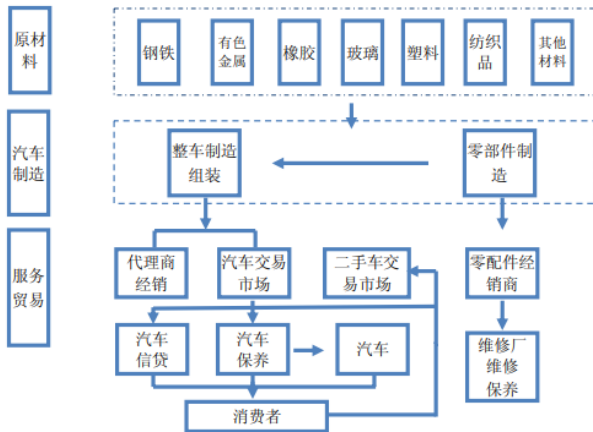 原材
料
钢铁
有色
金属
橡胶
玻璃
塑料
纺织
品
其他
材料
汽车
制造
整车制造
组装
零部件制
造
服务
贸易
代理商
经销
汽车交易
市场
二手车交
易市场
零配件经
销商
汽车
信贷
汽车
保养
汽车
维修厂
维修
保养
消费者